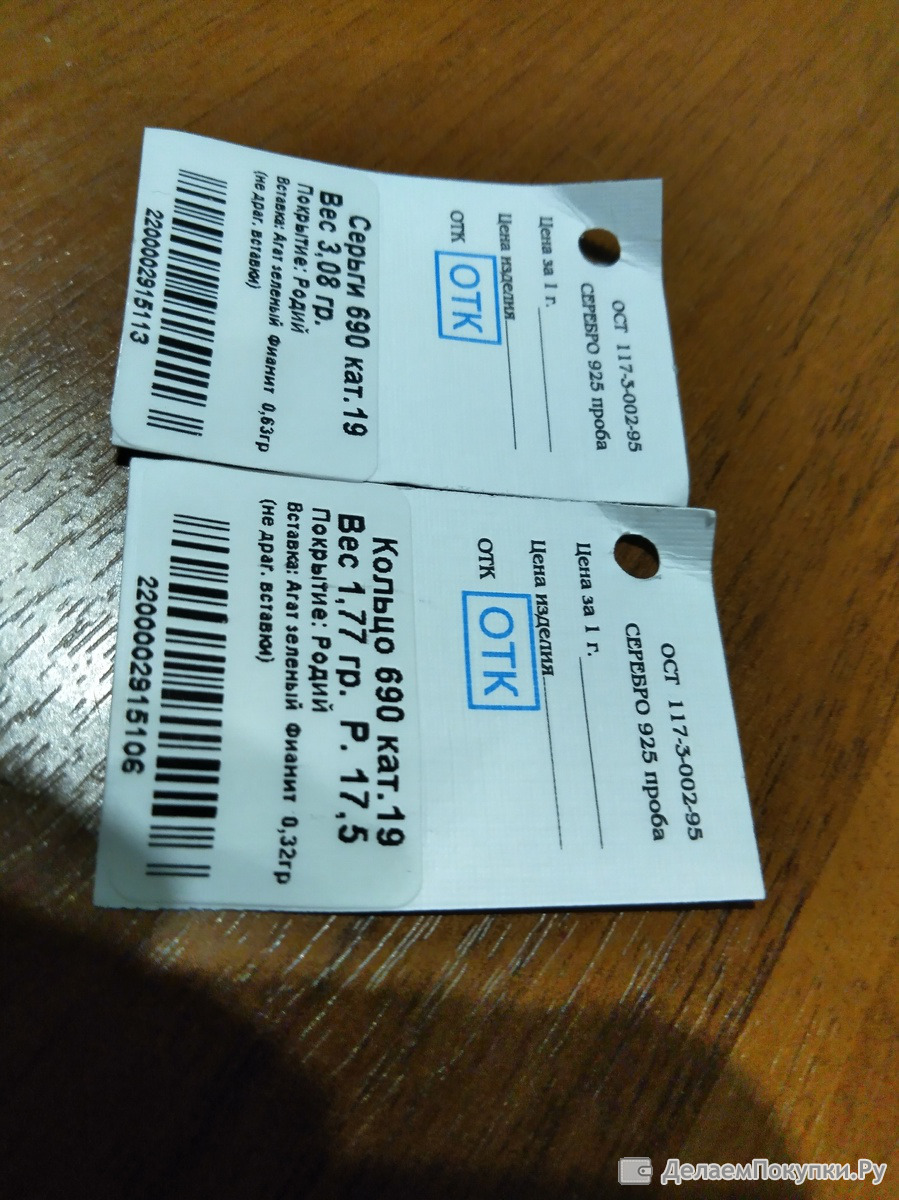 ОСТ 117-3-002-95
СЕРЕБРО 925 проба
Цена за 1 г.
Цена изделия
ОТК
ОТК
Серьги 690 кат.19
Вес 3,08 гр.
Покрытие: Родий
Вставка: Агат зеленый Фианит 0,63гр
(не драг. вставки)
2200002915113
ОСТ 117-3-002-95
СЕРЕБРО 925 проба
Цена за 1 г.
Цена изделия
ОТК
ОТК
Кольцо 690 кат.19
Вес 1,77 гр. Р. 17,5
Покрытие: Родий
Вставка: Агат зеленый Фианит 0,32гр
(не драг. вставки)
2200002915106
ДелаемПокупки.Ру